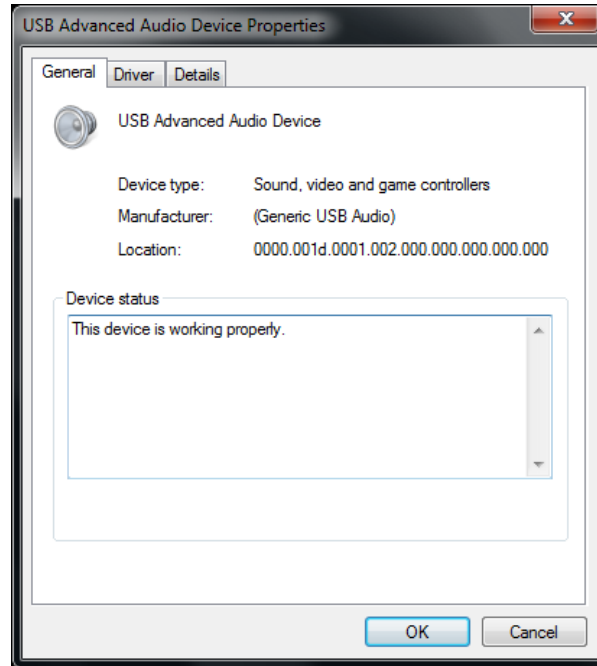 USB Advanced Audio Device Properties
General Driver Details
USB Advanced Audio Device
Device type: Sound, video and game controllers
Manufacturer: (Generic USB Audio)
Location: 0000.001d.0001.002.000.000.000.000.000
Device status
This device is working properly.
OK Cancel